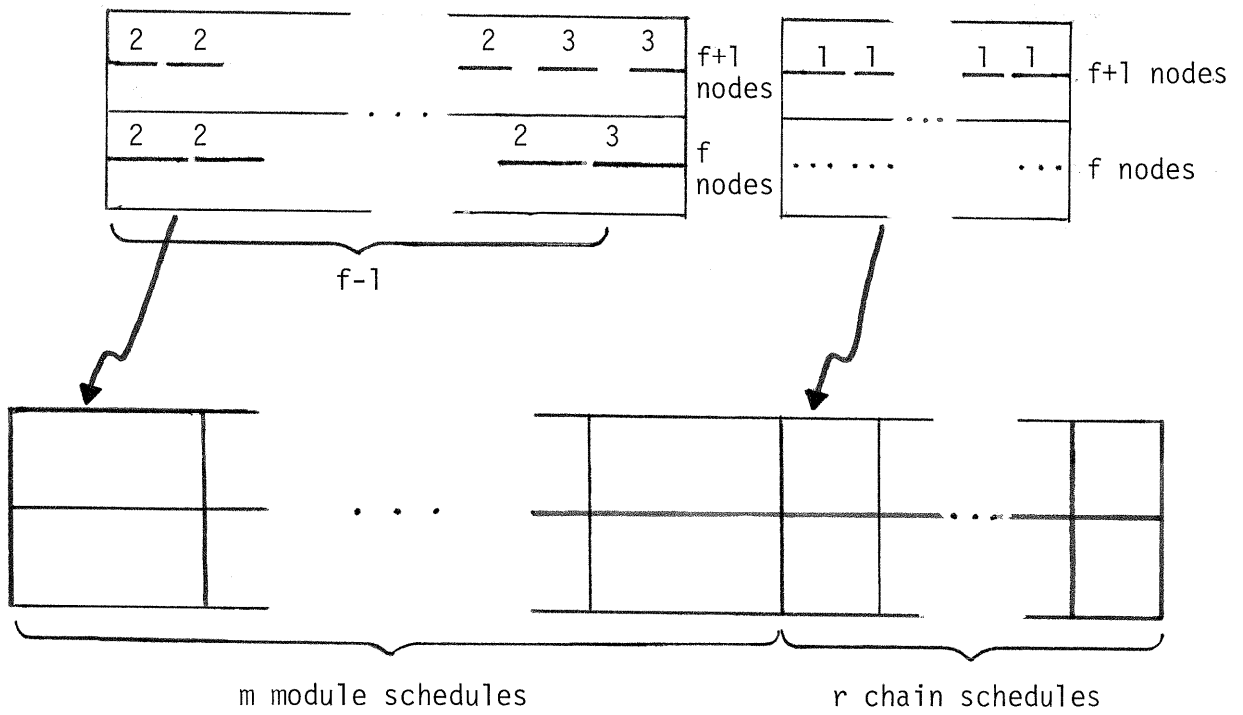 2 2 2 3 3 f+1 nodes
2 2 ... 2 3 f nodes
f-1
1 1 1 1 f+1 nodes
...
... ... ... f nodes
...
...
m module schedules
r chain schedules